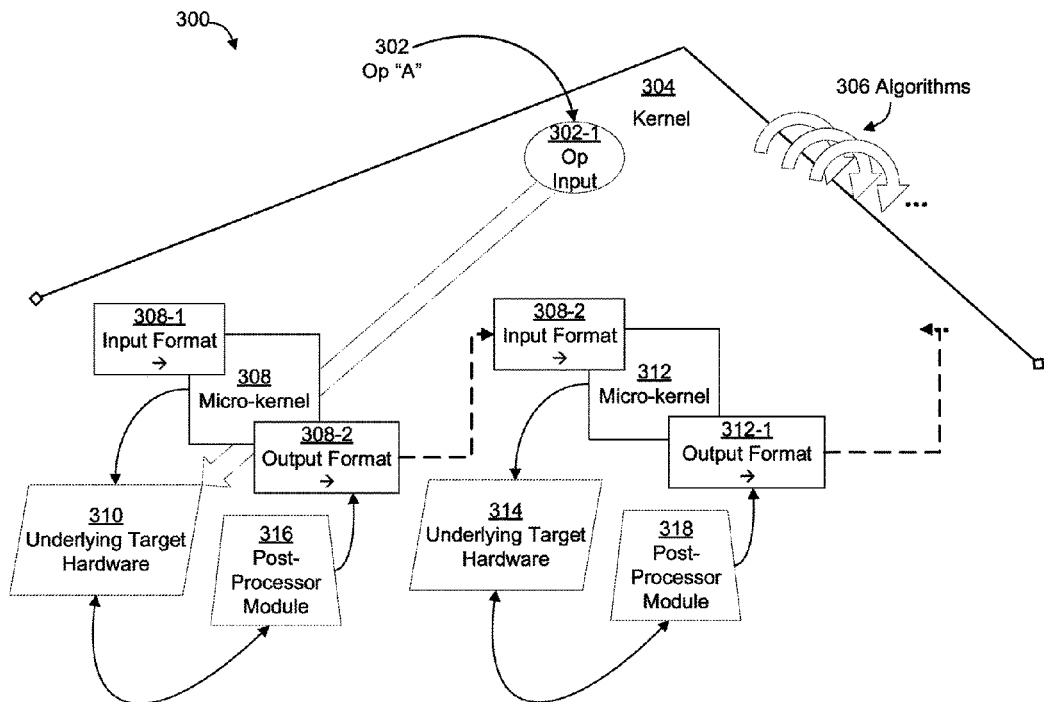 300
302
Op "A"
304
Kernel
306 Algorithms
302-1
Op
Input
...
308-1
Input Format
→
308
Micro-kernel
308-2
Output Format
→
308-2
Input Format
→
312
Micro-kernel
312-1
Output Format
→
310
Underlying Target
Hardware
316
Post-
Processor
Module
314
Underlying Target
Hardware
318
Post-
Processor
Module